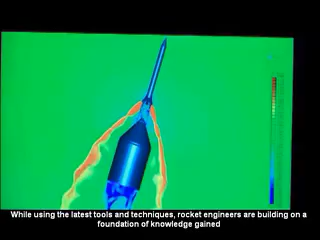 While using the latest tools and techniques, rocket engineers are building on a
foundation of knowledge gained